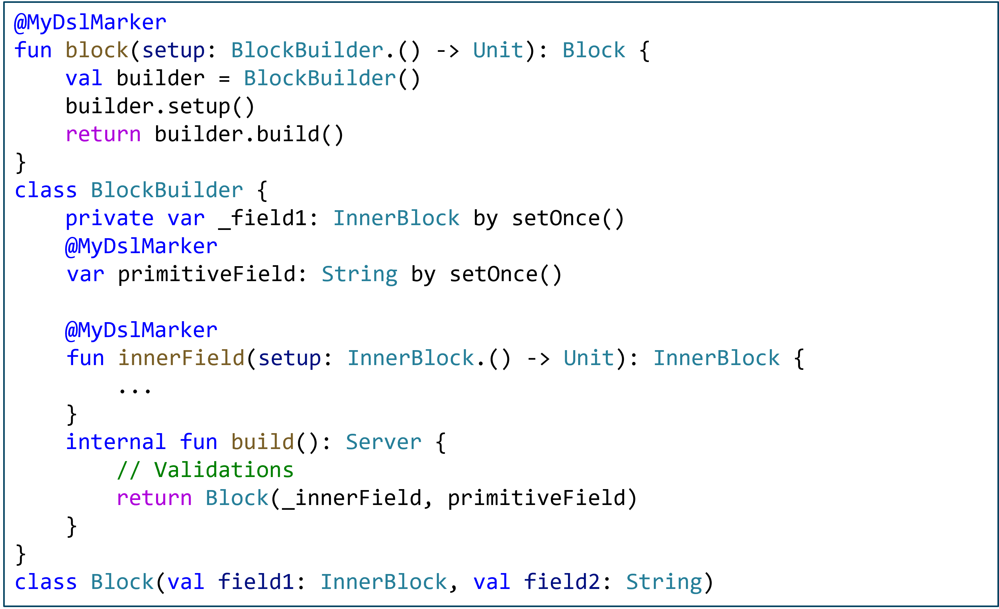 @MyDslMarker
fun block(setup: BlockBuilder.() -> Unit): Block {
    val builder = BlockBuilder()
    builder.setup()
    return builder.build()
}
class BlockBuilder {
    private var _field1: InnerBlock by setOnce()
    @MyDslMarker
    var primitiveField: String by setOnce()

    @MyDslMarker
    fun innerField(setup: InnerBlock.() -> Unit): InnerBlock {
        ...
    }
    internal fun build(): Server {
        // Validations
        return Block(_innerField, primitiveField)
    }
}
class Block(val field1: InnerBlock, val field2: String)